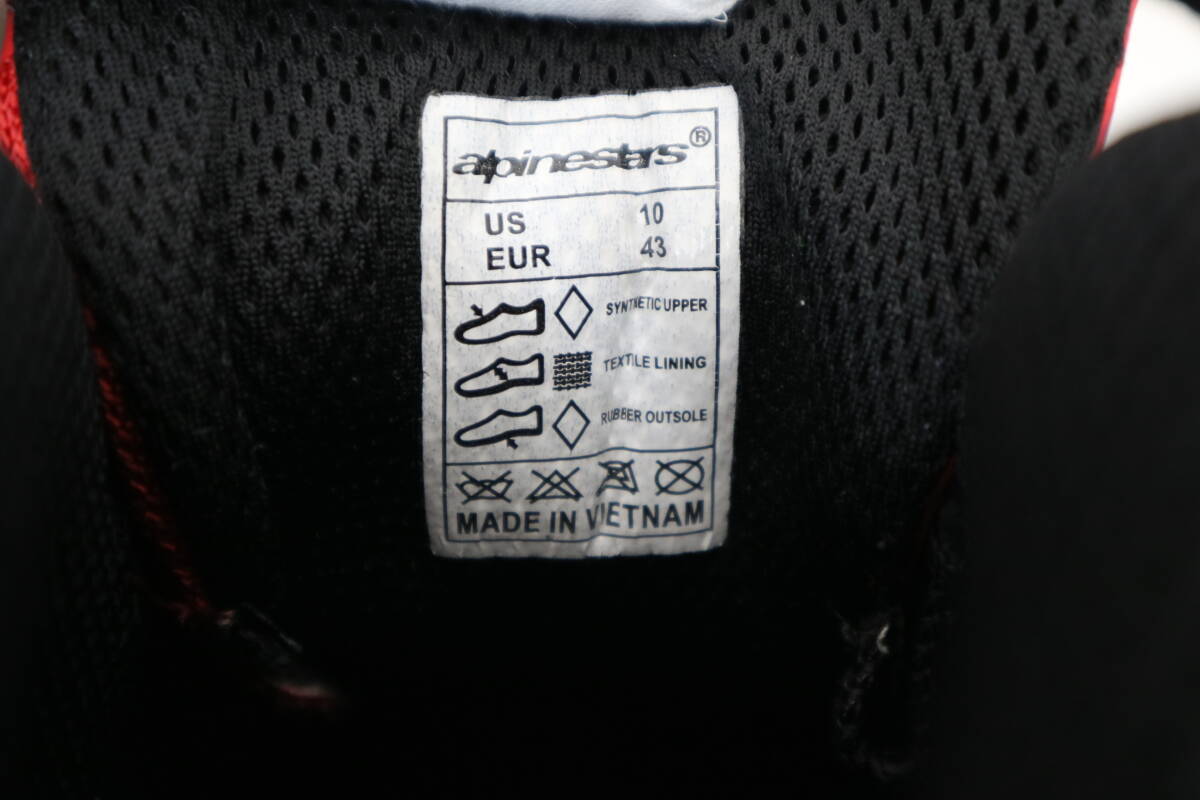 alpinestars®
US 10
EUR 43
SYNTHETIC UPPER
TEXTILE LINING
RUBBER OUTSOLE
MADE IN VIETNAM